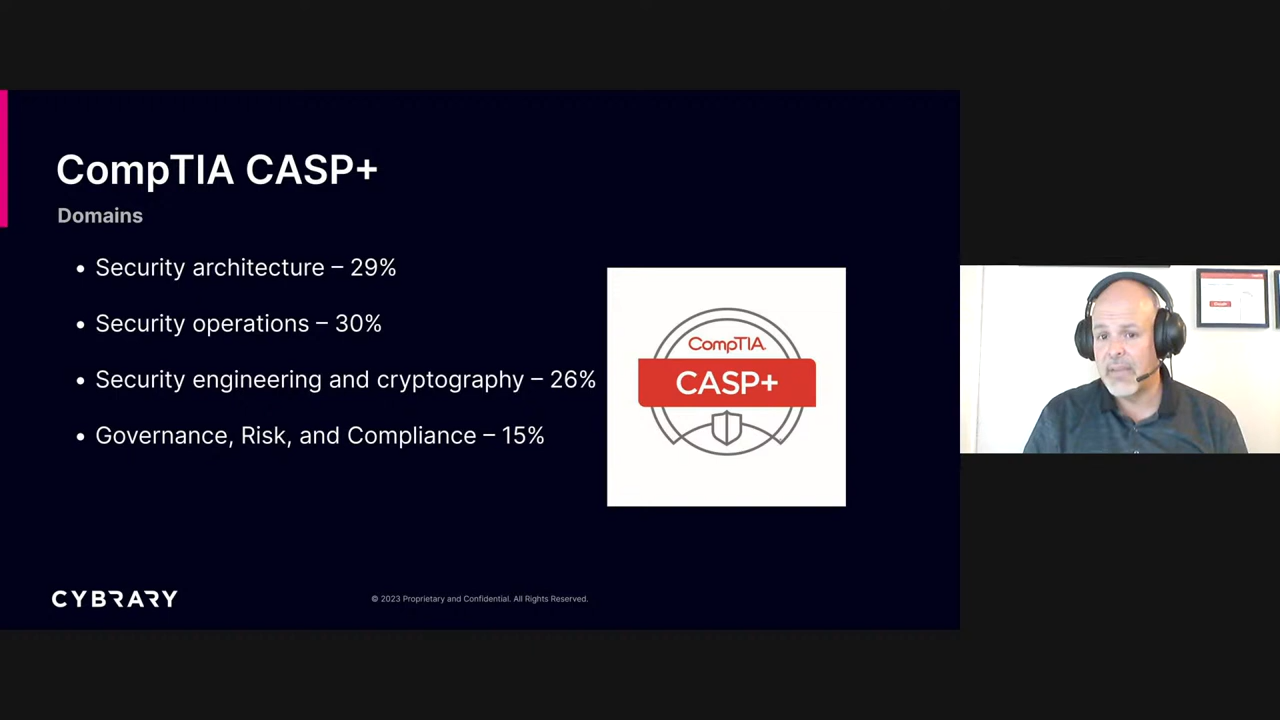 CompTIA CASP+
Domains
• Security architecture – 29%
• Security operations – 30%
• Security engineering and cryptography – 26%
• Governance, Risk, and Compliance – 15%
CompTIA
CASP+
CYBRARY
© 2023 Proprietary and Confidential. All Rights Reserved.